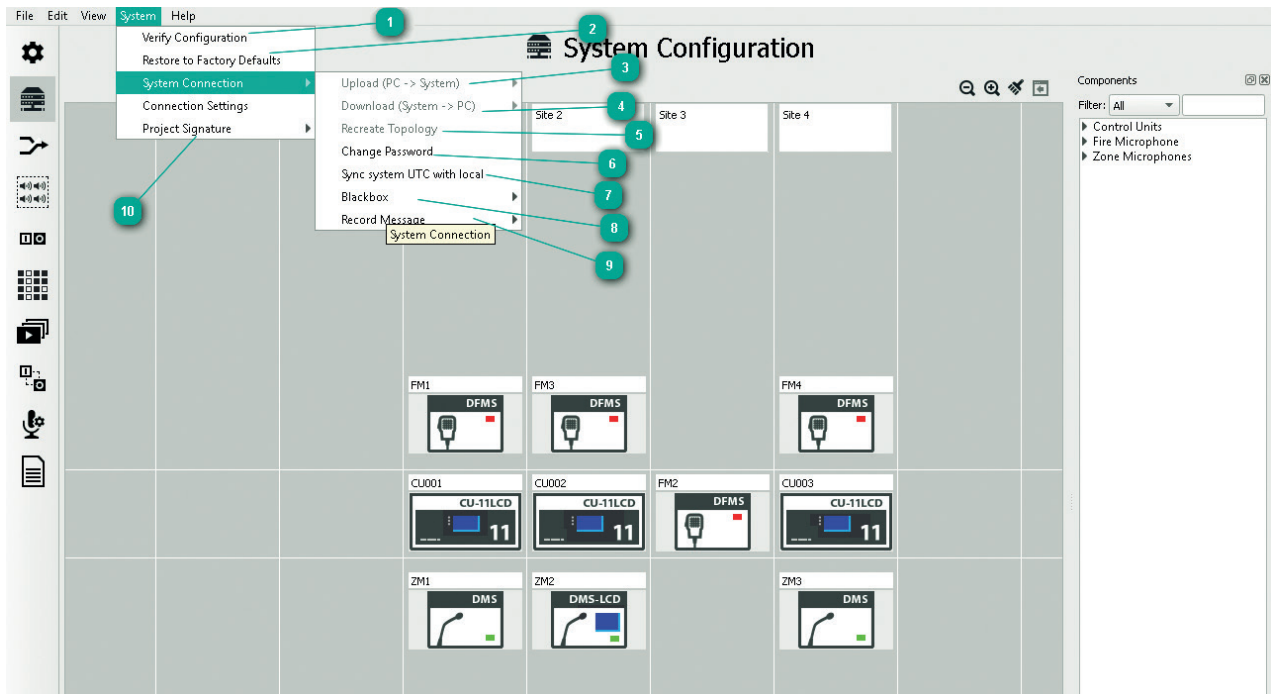 File Edit View System Help
1
2
3
4
5
6
7
8
9
10
Verify Configuration
Restore to Factory Defaults
System Connection
Connection Settings
Project Signature
Upload (PC -> System)
Download (System -> PC)
Recreate Topology
Change Password
Sync system UTC with local
Blackbox
Record Message
System Connection
System Configuration
Components
Filter: All
Control Units
Fire Microphone
Zone Microphones
Site 2 Site 3 Site 4
FM1 FM3 FM4
DFMS DFMS DFMS
CU001 CU002 FM2 CU003
CU-11LCD CU-11LCD DFMS CU-11LCD
11 11 11
ZM1 ZM2 ZM3
DMS DMS-LCD DMS